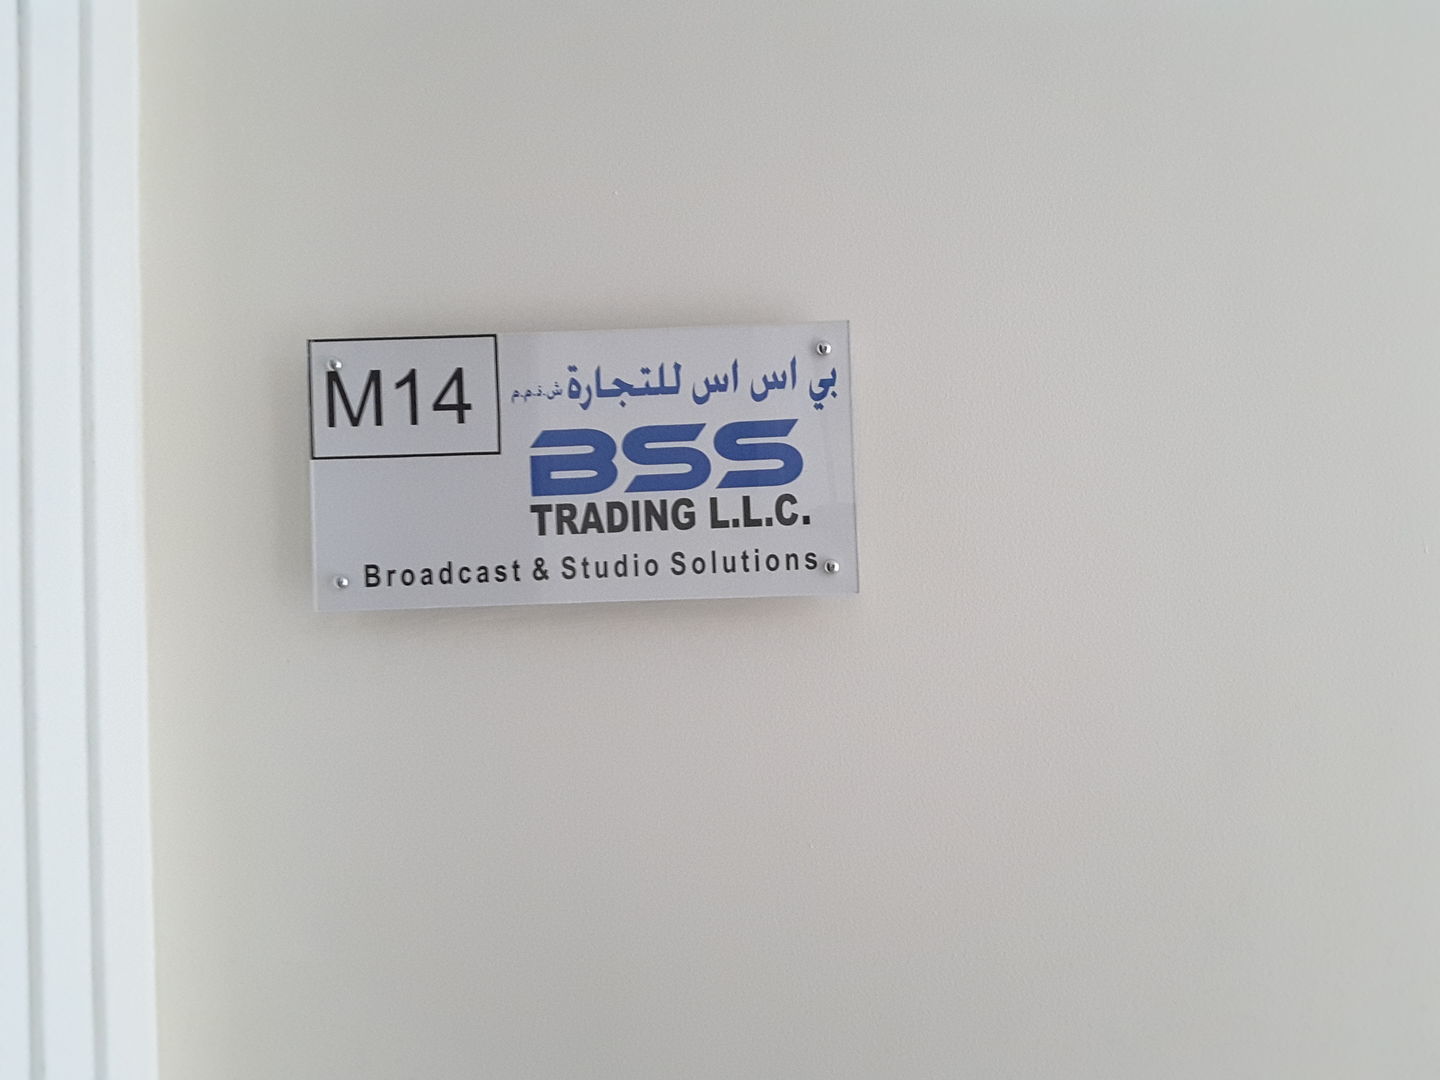 M14
بي اس اس للتجارة ش.ذ.م.م
BSS
TRADING L.L.C.
Broadcast & Studio Solutions